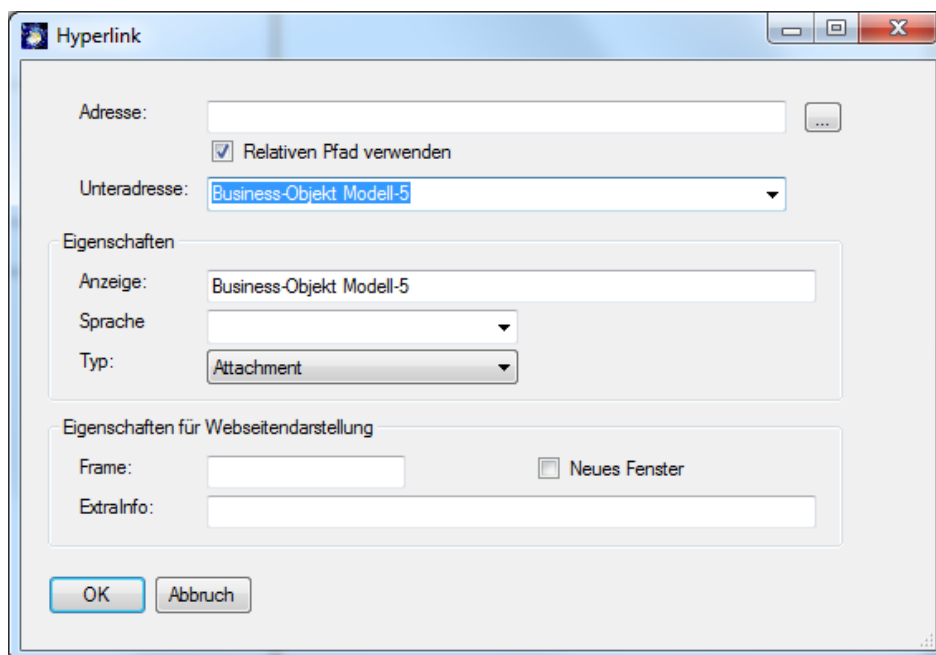 Hyperlink
Adresse:
...
Relativen Pfad verwenden
Unteradresse: Business-Objekt Modell-5
Eigenschaften
Anzeige: Business-Objekt Modell-5
Sprache
Typ: Attachment
Eigenschaften für Webseitendarstellung
Frame: Neues Fenster
ExtraInfo:
OK Abbruch